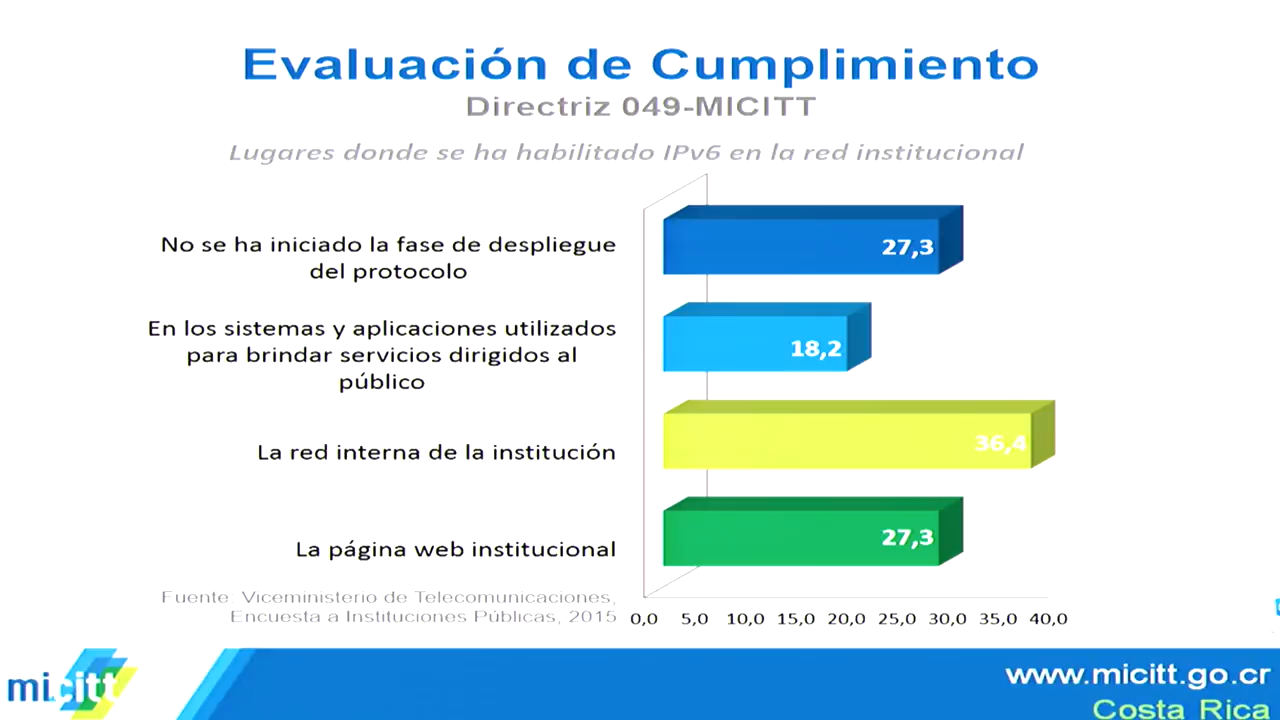 Evaluación de Cumplimiento
Directriz 049-MICITT
Lugares donde se ha habilitado IPv6 en la red institucional
No se ha iniciado la fase de despliegue
del protocolo
27,3
En los sistemas y aplicaciones utilizados
para brindar servicios dirigidos al
público
18,2
La red interna de la institución
36,4
La página web institucional
27,3
Fuente: Viceministerio de Telecomunicaciones,
Encuesta a Instituciones Públicas, 2015
0,0 5,0 10,0 15,0 20,0 25,0 30,0 35,0 40,0
micitt
www.micitt.go.cr
Costa Rica